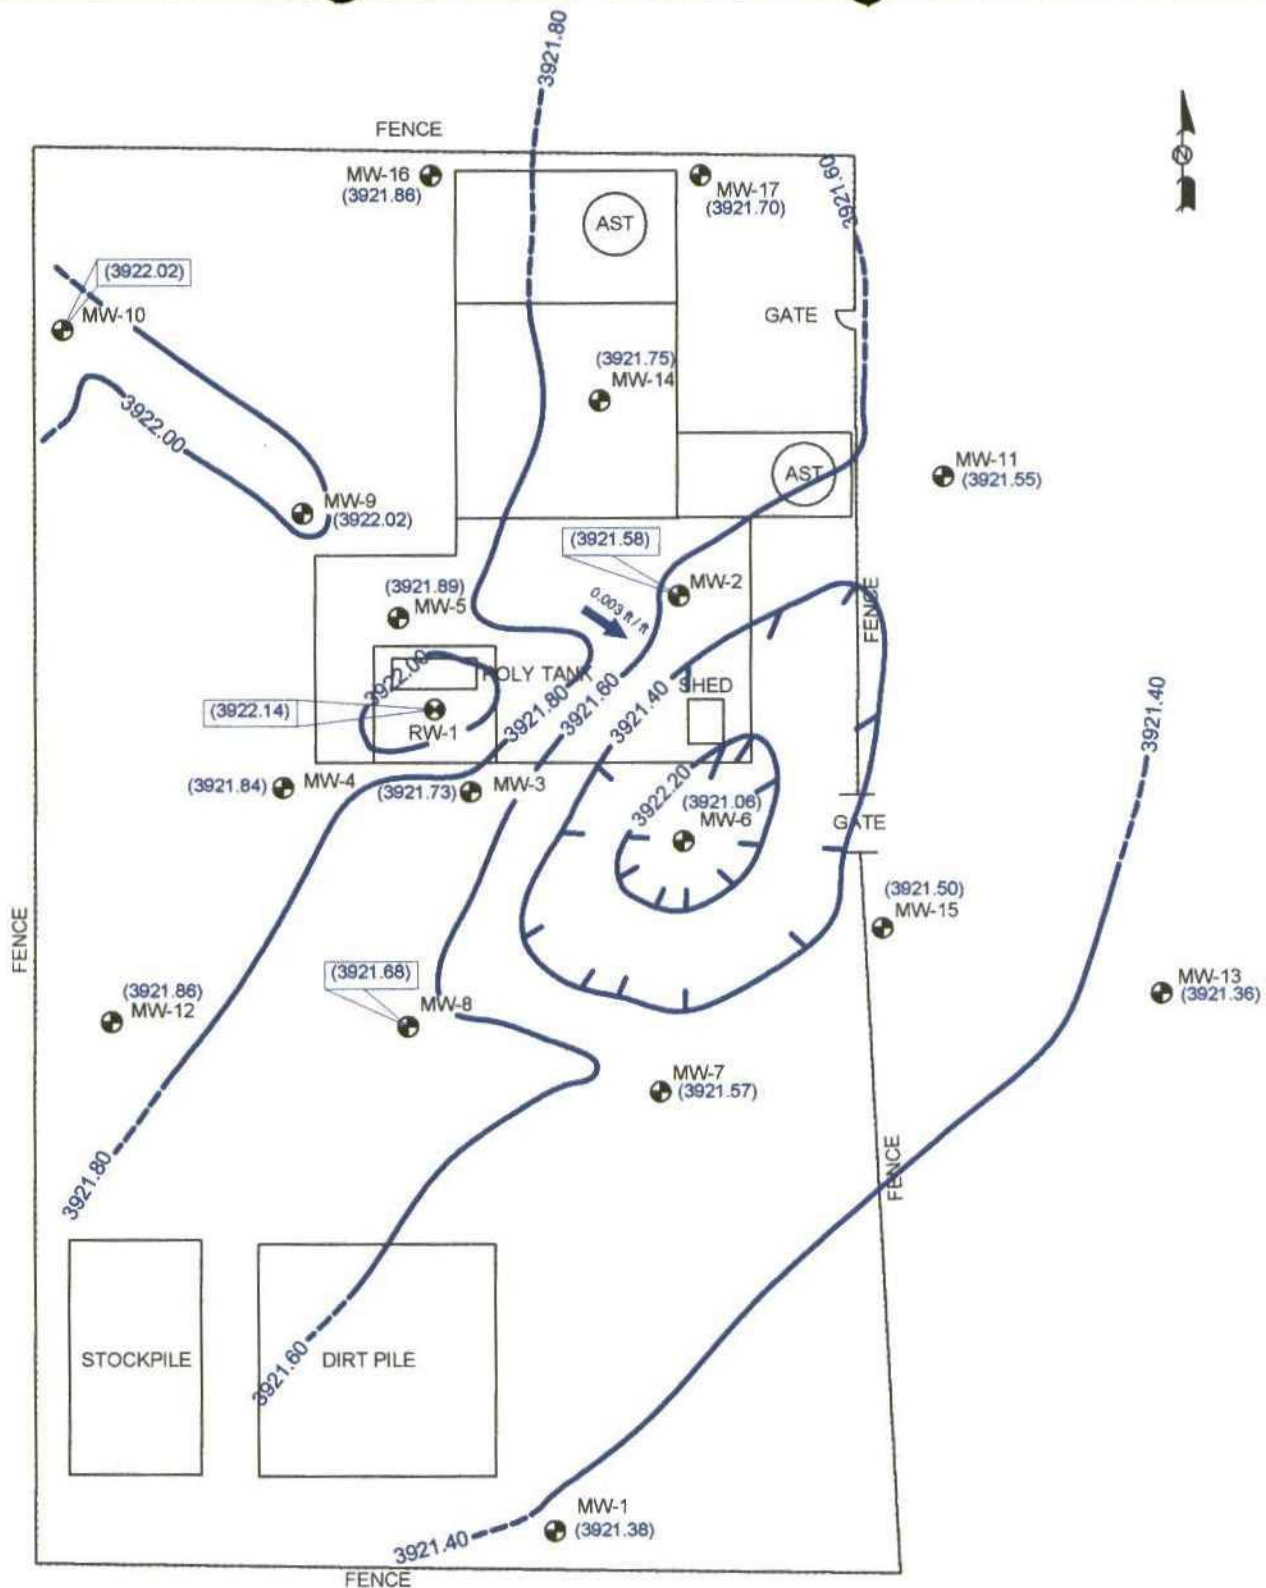 3921.80
FENCE
MW-16
(3921.86)
AST
MW-17
(3921.70)
3921.60
(3922.02)
MW-10
GATE
(3921.75)
MW-14
3922.00
MW-9
(3922.02)
AST
MW-11
(3921.55)
(3921.58)
MW-2
(3921.89)
MW-5
0.003 ft / ft
FENCE
3922.00
POLY TANK
SHED
(3922.14)
RW-1
3921.80
3921.60
3921.40
3921.40
(3921.84)
MW-4
(3921.73)
MW-3
3922.20
(3921.06)
MW-6
GATE
(3921.50)
MW-15
FENCE
(3921.86)
MW-12
(3921.68)
MW-8
MW-13
(3921.36)
MW-7
(3921.57)
3921.80
FENCE
STOCKPILE
3921.60
DIRT PILE
3921.40
MW-1
(3921.38)
FENCE
N